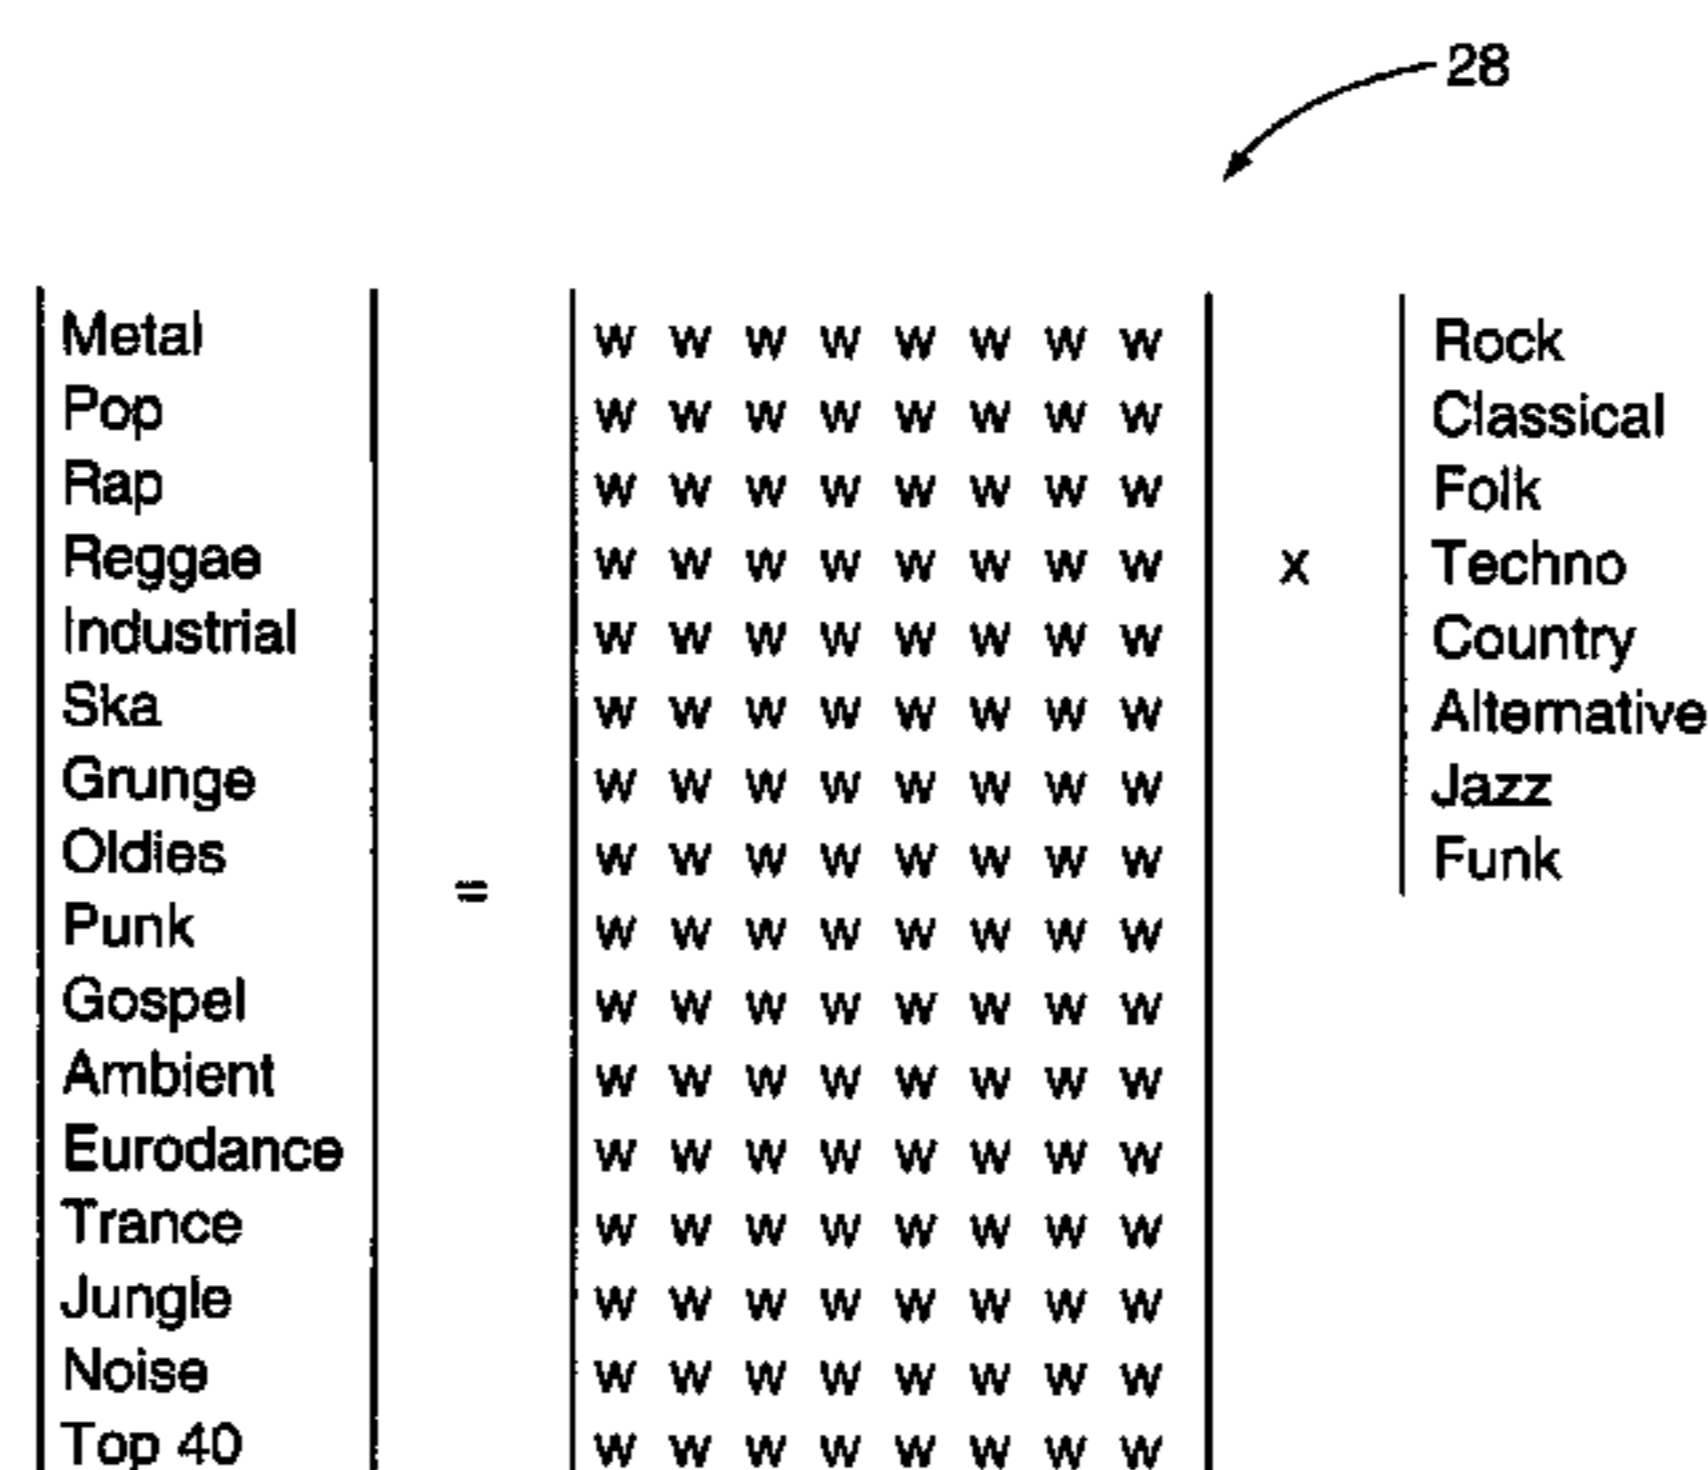 28
Metal w w w w w w w w Rock
Pop w w w w w w w w Classical
Rap w w w w w w w w Folk
Reggae w w w w w w w w x Techno
Industrial w w w w w w w w Country
Ska w w w w w w w w Alternative
Grunge w w w w w w w w Jazz
Oldies w w w w w w w w Funk
=
Punk w w w w w w w w
Gospel w w w w w w w w
Ambient w w w w w w w w
Eurodance w w w w w w w w
Trance w w w w w w w w
Jungle w w w w w w w w
Noise w w w w w w w w
Top 40 w w w w w w w w